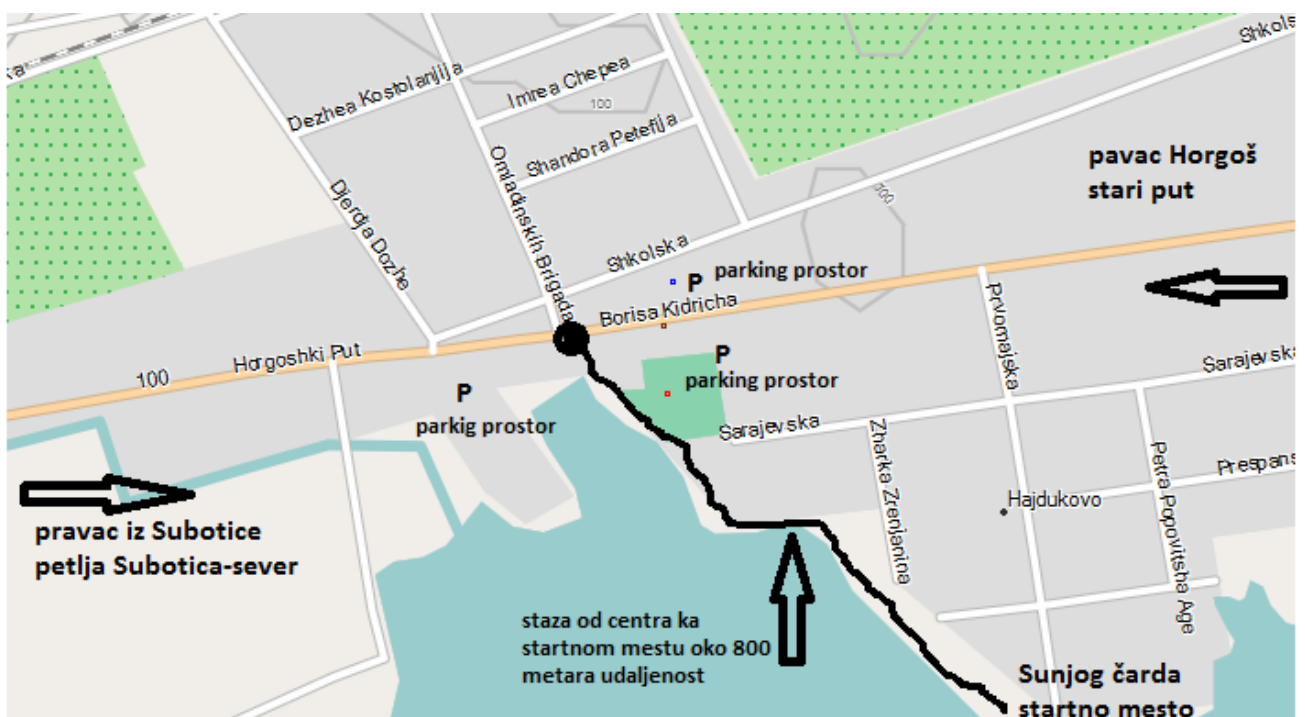 Shkolska
ka
Dezhea Kostolanjija
Imrea Chepea
100
Shandora Petefija
Omladinskih Brigada
pavac Horgoš
stari put
Djerdja Dozhe
100
Shkolska
P parking prostor
Borisa Kidricha
Prvomajska
Horgoshki Put
100
P
parking prostor
Sarajevska
P
parkig prostor
Sarajevska
Zharka Zrenjanina
Petra Popovitsha Age
Prespans
Hajdukovo
pravac iz Subotice
petlja Subotica-sever
staza od centra ka
startnom mestu oko 800
metara udaljenost
Sunjog čarda
startno mesto